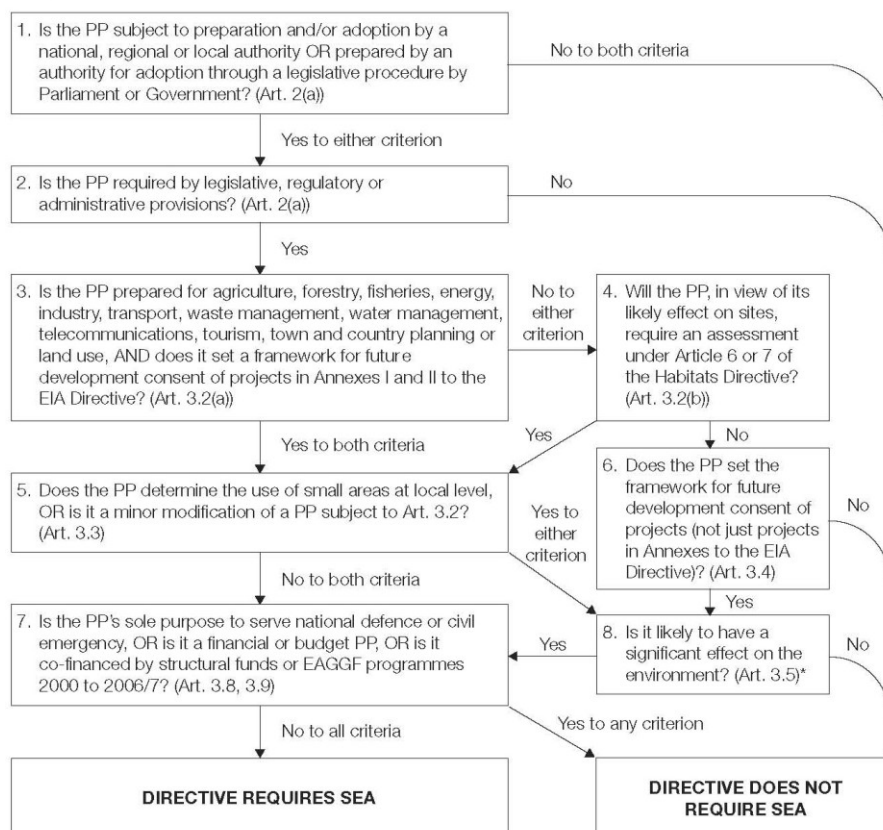 1. Is the PP subject to preparation and/or adoption by a
national, regional or local authority OR prepared by an
authority for adoption through a legislative procedure by
Parliament or Government? (Art. 2(a))
No to both criteria
Yes to either criterion
2. Is the PP required by legislative, regulatory or
administrative provisions? (Art. 2(a))
No
Yes
3. Is the PP prepared for agriculture, forestry, fisheries, energy,
industry, transport, waste management, water management,
telecommunications, tourism, town and country planning or
land use, AND does it set a framework for future
development consent of projects in Annexes I and II to the
EIA Directive? (Art. 3.2(a))
No to
either
criterion
4. Will the PP, in view of its
likely effect on sites,
require an assessment
under Article 6 or 7 of
the Habitats Directive?
(Art. 3.2(b))
Yes to both criteria
Yes
No
5. Does the PP determine the use of small areas at local level,
OR is it a minor modification of a PP subject to Art. 3.2?
(Art. 3.3)
Yes to
either
criterion
6. Does the PP set the
framework for future
development consent of
projects (not just projects
in Annexes to the EIA
Directive)? (Art. 3.4)
No
No to both criteria
Yes
7. Is the PP's sole purpose to serve national defence or civil
emergency, OR is it a financial or budget PP, OR is it
co-financed by structural funds or EAGGF programmes
2000 to 2006/7? (Art. 3.8, 3.9)
Yes
8. Is it likely to have a
significant effect on the
environment? (Art. 3.5)*
No
No to all criteria
Yes to any criterion
DIRECTIVE REQUIRES SEA
DIRECTIVE DOES NOT
REQUIRE SEA